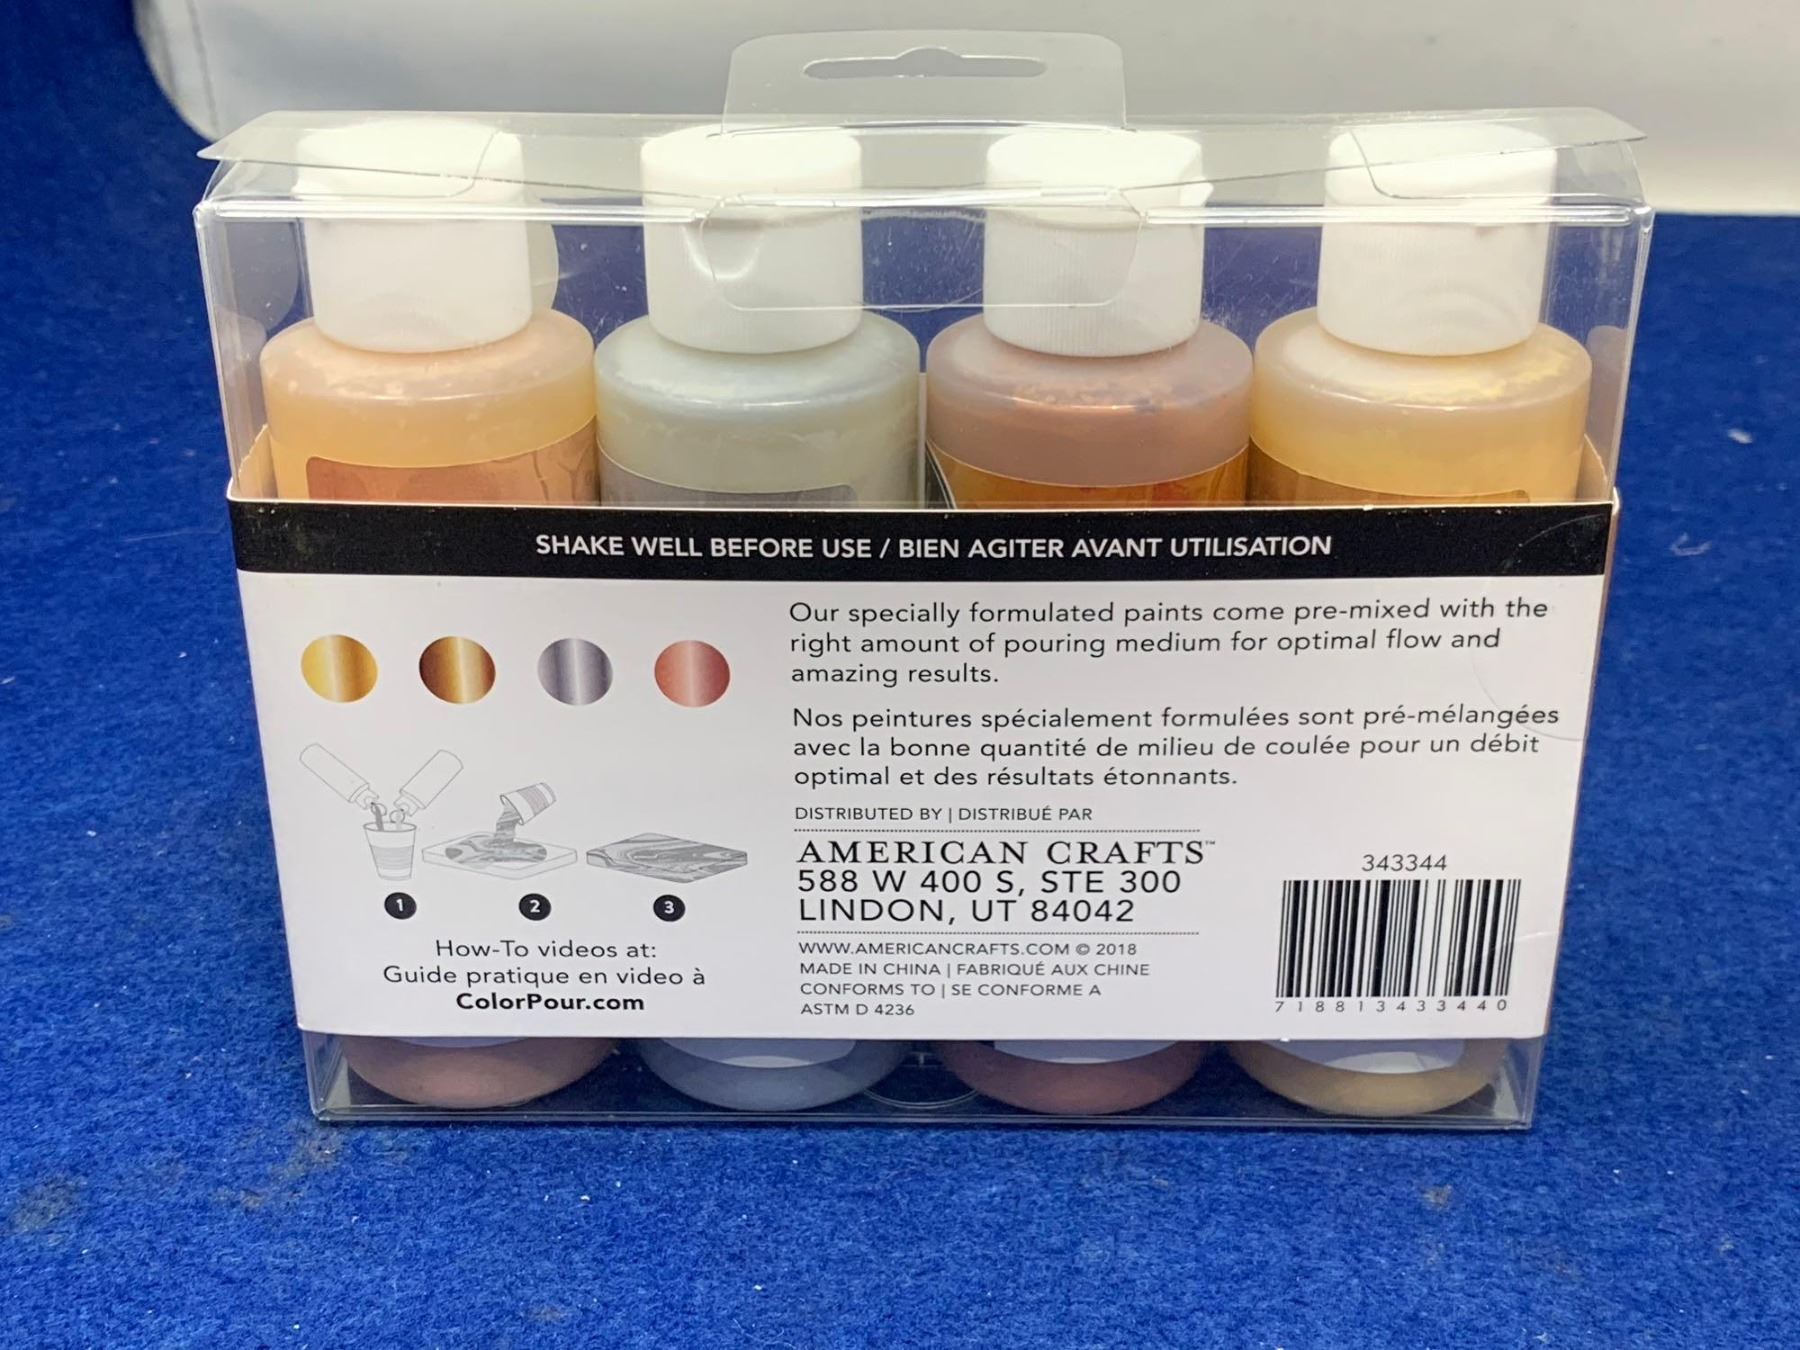 SHAKE WELL BEFORE USE / BIEN AGITER AVANT UTILISATION
Our specially formulated paints come pre-mixed with the
right amount of pouring medium for optimal flow and
amazing results.
Nos peintures spécialement formulées sont pré-mélangées
avec la bonne quantité de milieu de coulée pour un débit
optimal et des résultats étonnants.
DISTRIBUTED BY | DISTRIBUÉ PAR
AMERICAN CRAFTS™
588 W 400 S, STE 300
LINDON, UT 84042
WWW.AMERICANCRAFTS.COM © 2018
MADE IN CHINA | FABRIQUÉ AUX CHINE
CONFORMS TO | SE CONFORME A
ASTM D 4236
1
2
3
How-To videos at:
Guide pratique en video à
ColorPour.com
343344
7 18813 43344 0